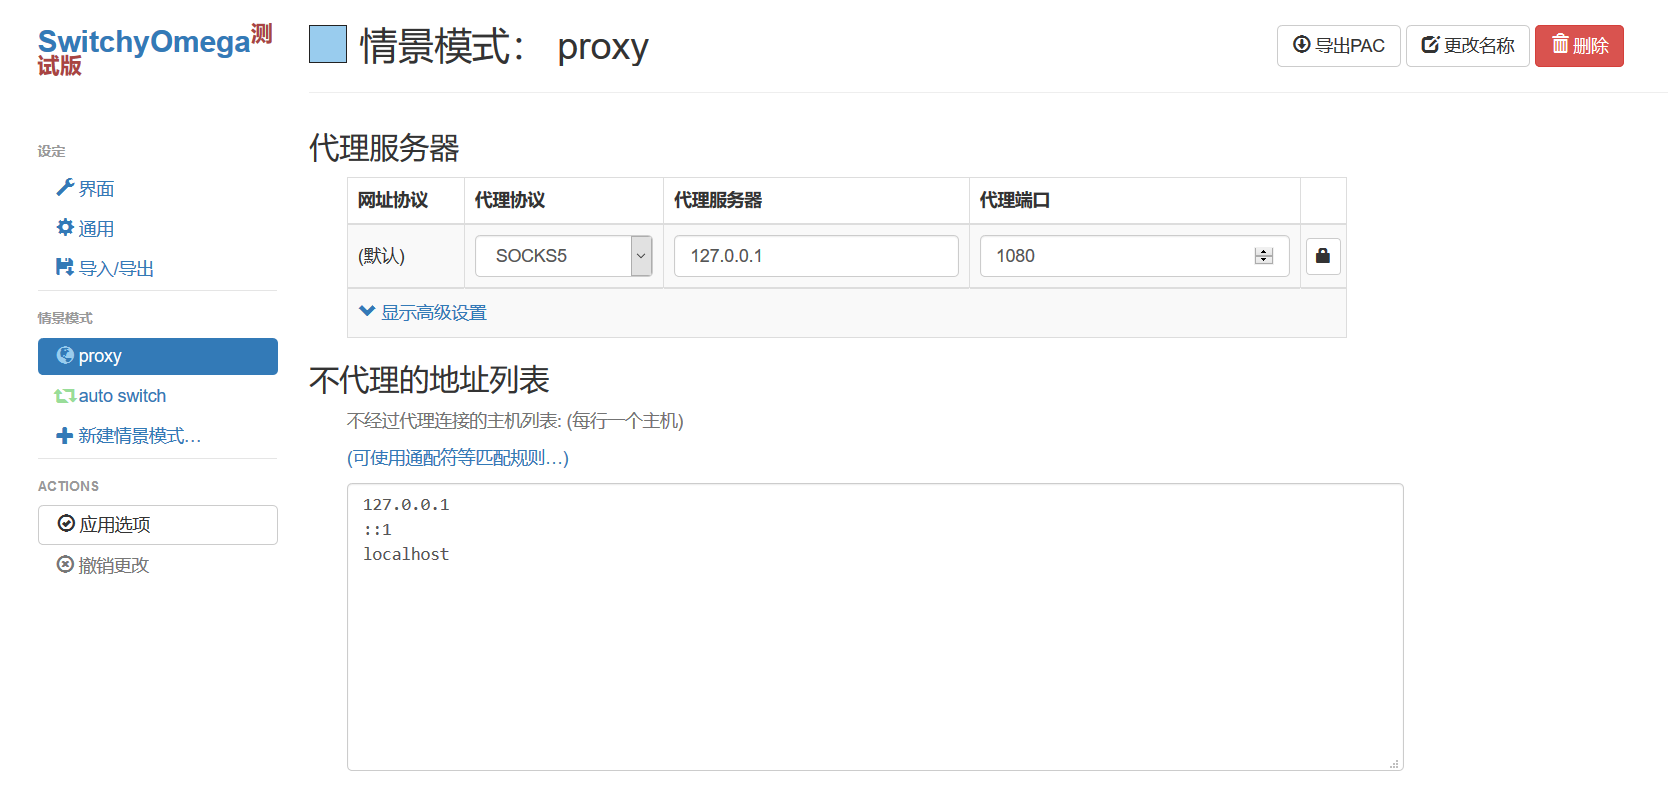 SwitchyOmega测
试版
设定
界面
通用
导入/导出
情景模式
proxy
auto switch
新建情景模式…
ACTIONS
应用选项
撤销更改
情景模式： proxy
导出PAC 更改名称 删除
代理服务器
网址协议 代理协议 代理服务器 代理端口
(默认) SOCKS5 127.0.0.1 1080
显示高级设置
不代理的地址列表
不经过代理连接的主机列表: (每行一个主机)
(可使用通配符等匹配规则…)
127.0.0.1
::1
localhost